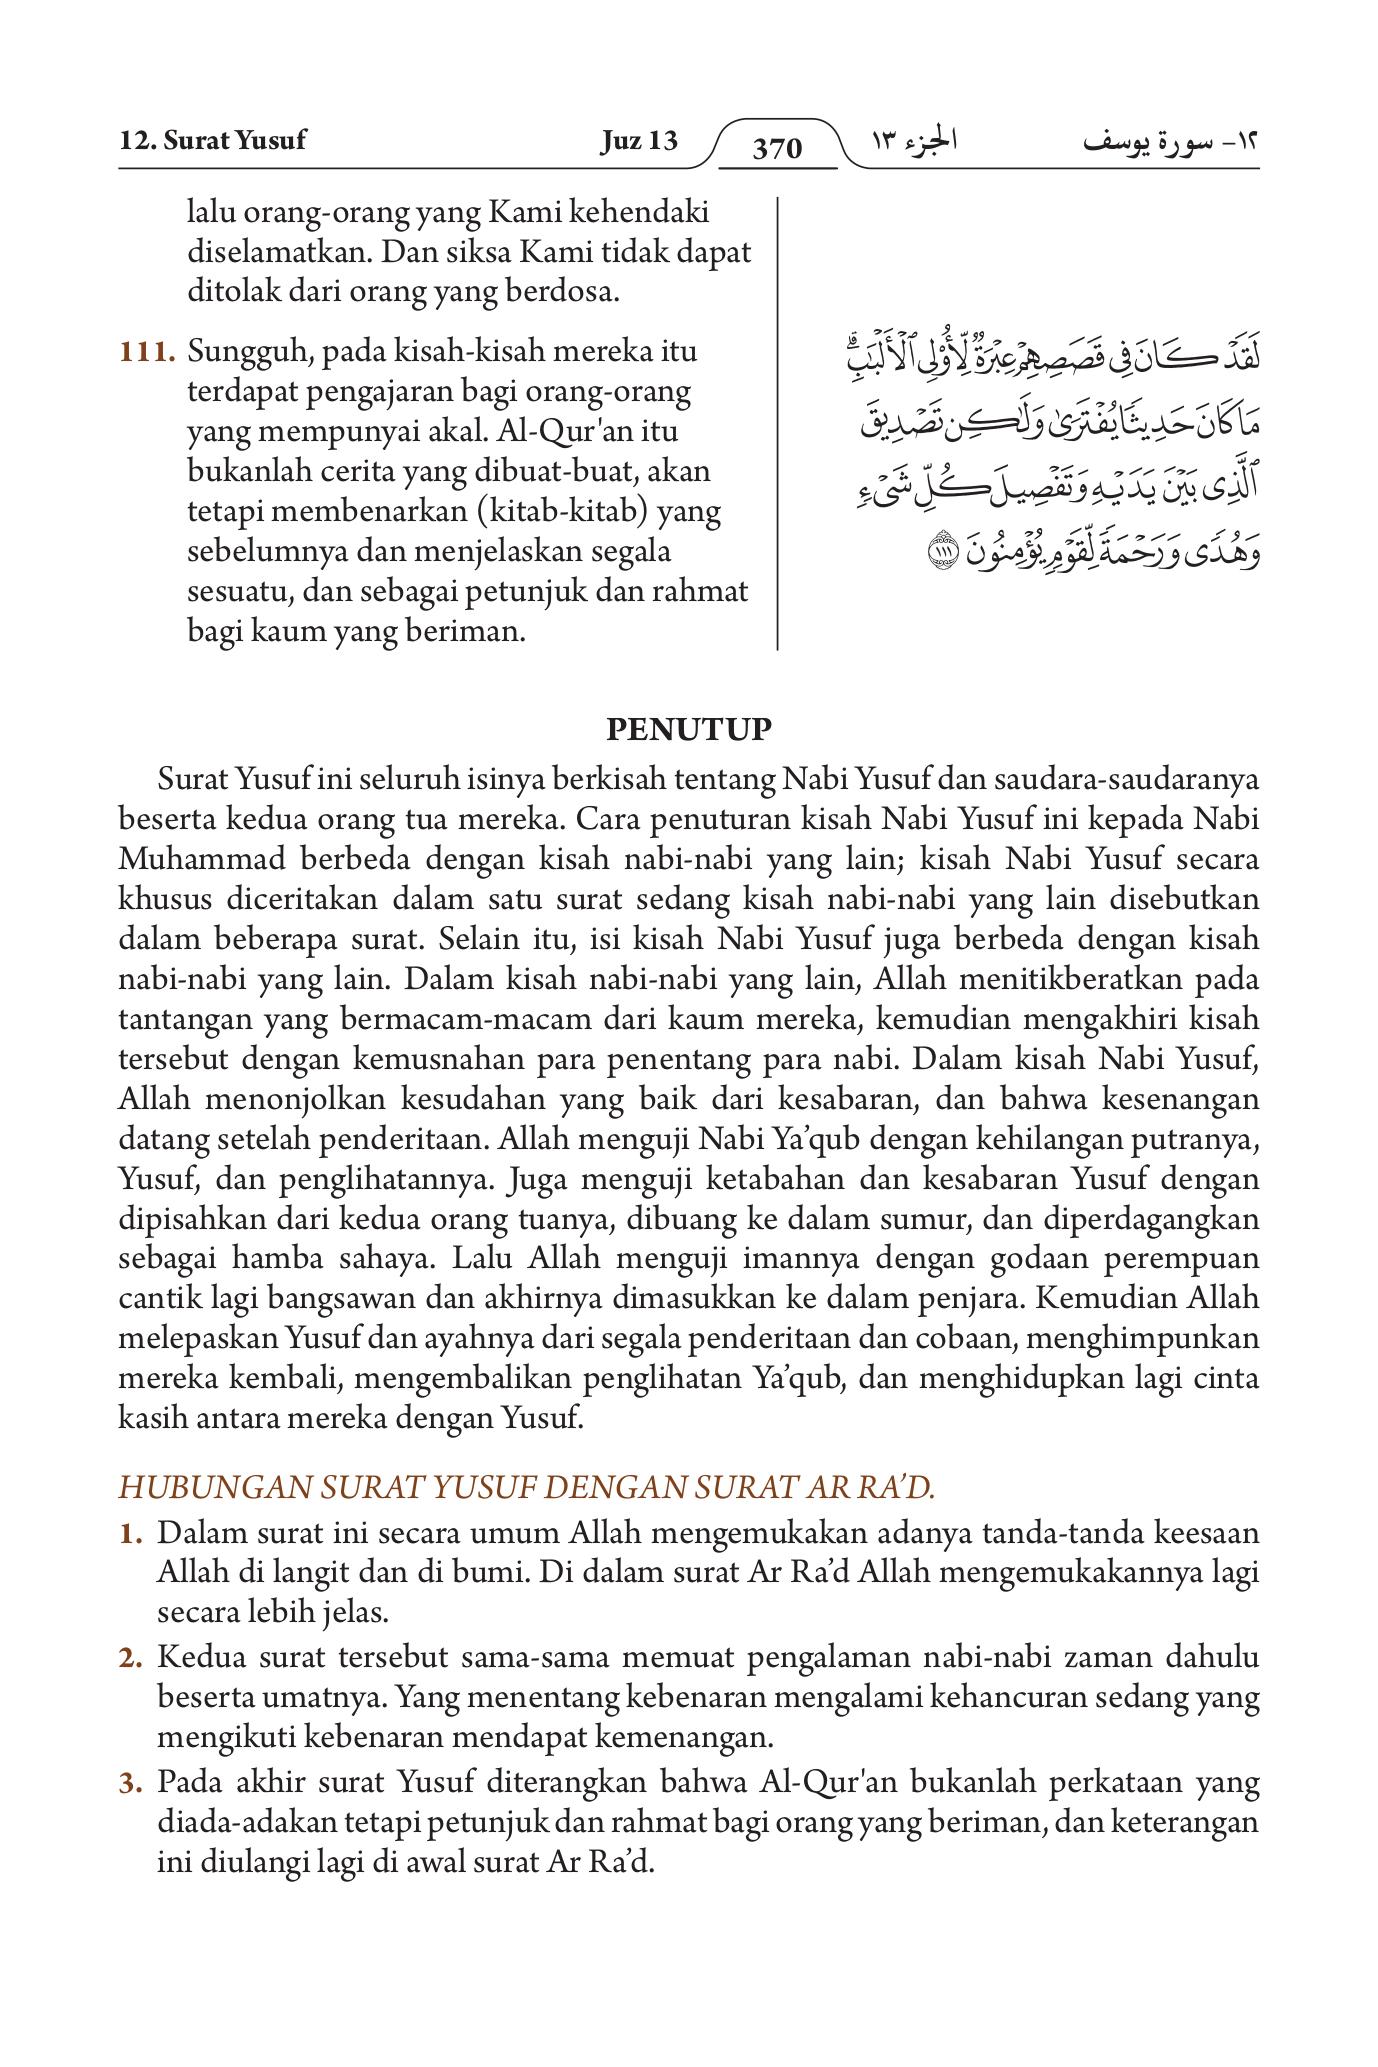 12. Surat Yusuf
Juz 13
370
الجزء ١٣
١٢- سورة يوسف
lalu orang-orang yang Kami kehendaki
diselamatkan. Dan siksa Kami tidak dapat
ditolak dari orang yang berdosa.
111. Sungguh, pada kisah-kisah mereka itu
terdapat pengajaran bagi orang-orang
yang mempunyai akal. Al-Qur'an itu
bukanlah cerita yang dibuat-buat, akan
tetapi membenarkan (kitab-kitab) yang
sebelumnya dan menjelaskan segala
sesuatu, dan sebagai petunjuk dan rahmat
bagi kaum yang beriman.
لَقَدْ كَانَ فِى قَصَصِهِمْ عِبْرَةٌ لِّأُو۟لِى ٱلْأَلْبَـٰبِۗ
مَا كَانَ حَدِيثًا يُفْتَرَىٰ وَلَـٰكِن تَصْدِيقَ
ٱلَّذِى بَيْنَ يَدَيْهِ وَتَفْصِيلَ كُلِّ شَىْءٍ
وَهُدًى وَرَحْمَةً لِّقَوْمٍ يُؤْمِنُونَ ١١١
PENUTUP
Surat Yusuf ini seluruh isinya berkisah tentang Nabi Yusuf dan saudara-saudaranya
beserta kedua orang tua mereka. Cara penuturan kisah Nabi Yusuf ini kepada Nabi
Muhammad berbeda dengan kisah nabi-nabi yang lain; kisah Nabi Yusuf secara
khusus diceritakan dalam satu surat sedang kisah nabi-nabi yang lain disebutkan
dalam beberapa surat. Selain itu, isi kisah Nabi Yusuf juga berbeda dengan kisah
nabi-nabi yang lain. Dalam kisah nabi-nabi yang lain, Allah menitikberatkan pada
tantangan yang bermacam-macam dari kaum mereka, kemudian mengakhiri kisah
tersebut dengan kemusnahan para penentang para nabi. Dalam kisah Nabi Yusuf,
Allah menonjolkan kesudahan yang baik dari kesabaran, dan bahwa kesenangan
datang setelah penderitaan. Allah menguji Nabi Ya’qub dengan kehilangan putranya,
Yusuf, dan penglihatannya. Juga menguji ketabahan dan kesabaran Yusuf dengan
dipisahkan dari kedua orang tuanya, dibuang ke dalam sumur, dan diperdagangkan
sebagai hamba sahaya. Lalu Allah menguji imannya dengan godaan perempuan
cantik lagi bangsawan dan akhirnya dimasukkan ke dalam penjara. Kemudian Allah
melepaskan Yusuf dan ayahnya dari segala penderitaan dan cobaan, menghimpunkan
mereka kembali, mengembalikan penglihatan Ya’qub, dan menghidupkan lagi cinta
kasih antara mereka dengan Yusuf.
HUBUNGAN SURAT YUSUF DENGAN SURAT AR RA’D.
1. Dalam surat ini secara umum Allah mengemukakan adanya tanda-tanda keesaan
Allah di langit dan di bumi. Di dalam surat Ar Ra’d Allah mengemukakannya lagi
secara lebih jelas.
2. Kedua surat tersebut sama-sama memuat pengalaman nabi-nabi zaman dahulu
beserta umatnya. Yang menentang kebenaran mengalami kehancuran sedang yang
mengikuti kebenaran mendapat kemenangan.
3. Pada akhir surat Yusuf diterangkan bahwa Al-Qur'an bukanlah perkataan yang
diada-adakan tetapi petunjuk dan rahmat bagi orang yang beriman, dan keterangan
ini diulangi lagi di awal surat Ar Ra’d.